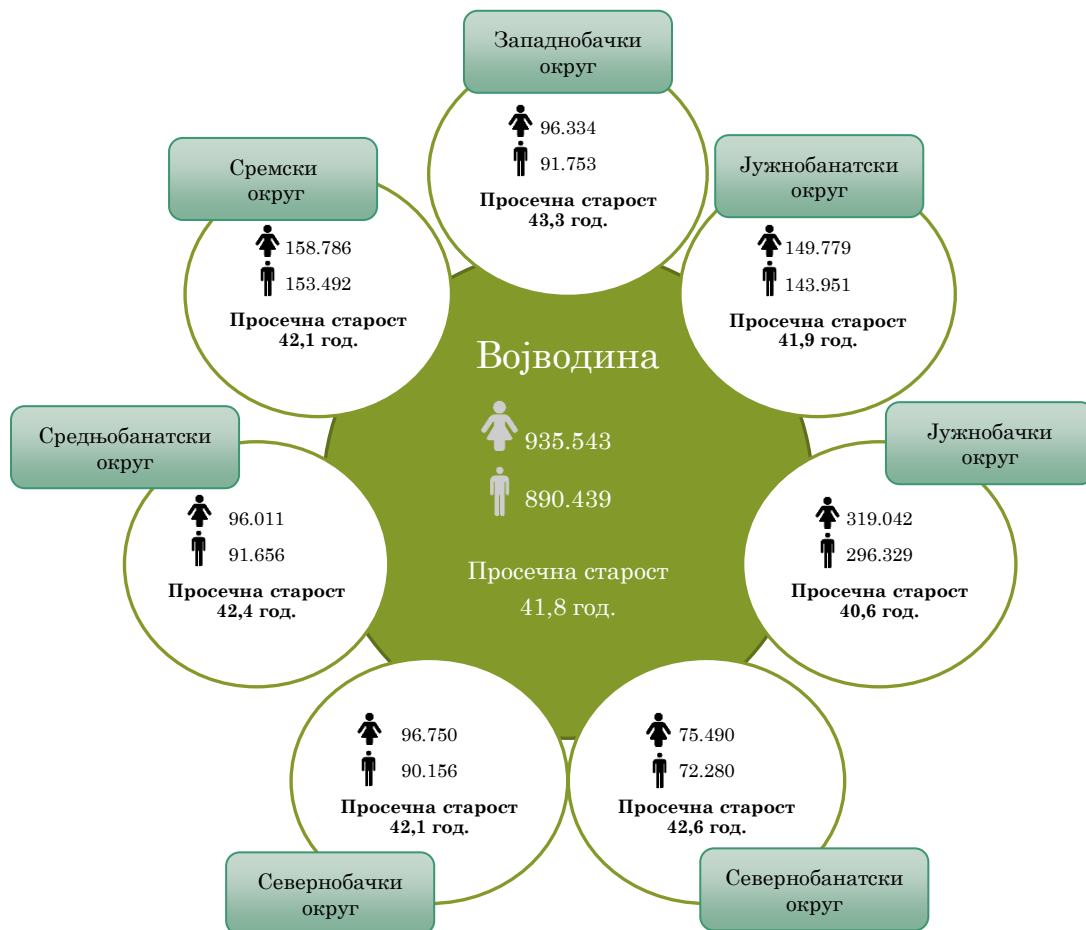 Западнобачки
округ
96.334
91.753
Просечна старост
43,3 год.
Сремски
округ
158.786
153.492
Просечна старост
42,1 год.
Јужнобанатски
округ
149.779
143.951
Просечна старост
41,9 год.
Војводина
935.543
890.439
Просечна старост
41,8 год.
Средњобанатски
округ
96.011
91.656
Просечна старост
42,4 год.
Јужнобачки
округ
319.042
296.329
Просечна старост
40,6 год.
96.750
90.156
Просечна старост
42,1 год.
Севернобачки
округ
75.490
72.280
Просечна старост
42,6 год.
Севернобанатски
округ